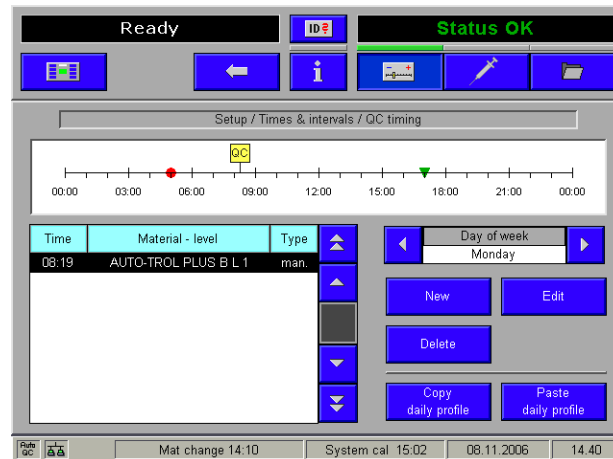 Ready
ID?
Status OK
i
- +
Setup / Times & intervals / QC timing
QC
00:00 03:00 06:00 09:00 12:00 15:00 18:00 21:00 00:00
Time Material - level Type
08:19 AUTO-TROL PLUS B L 1 man.
Day of week
Monday
New Edit
Delete
Copy daily profile
Paste daily profile
Auto QC
Mat change 14:10 System cal 15:02 08.11.2006 14.40